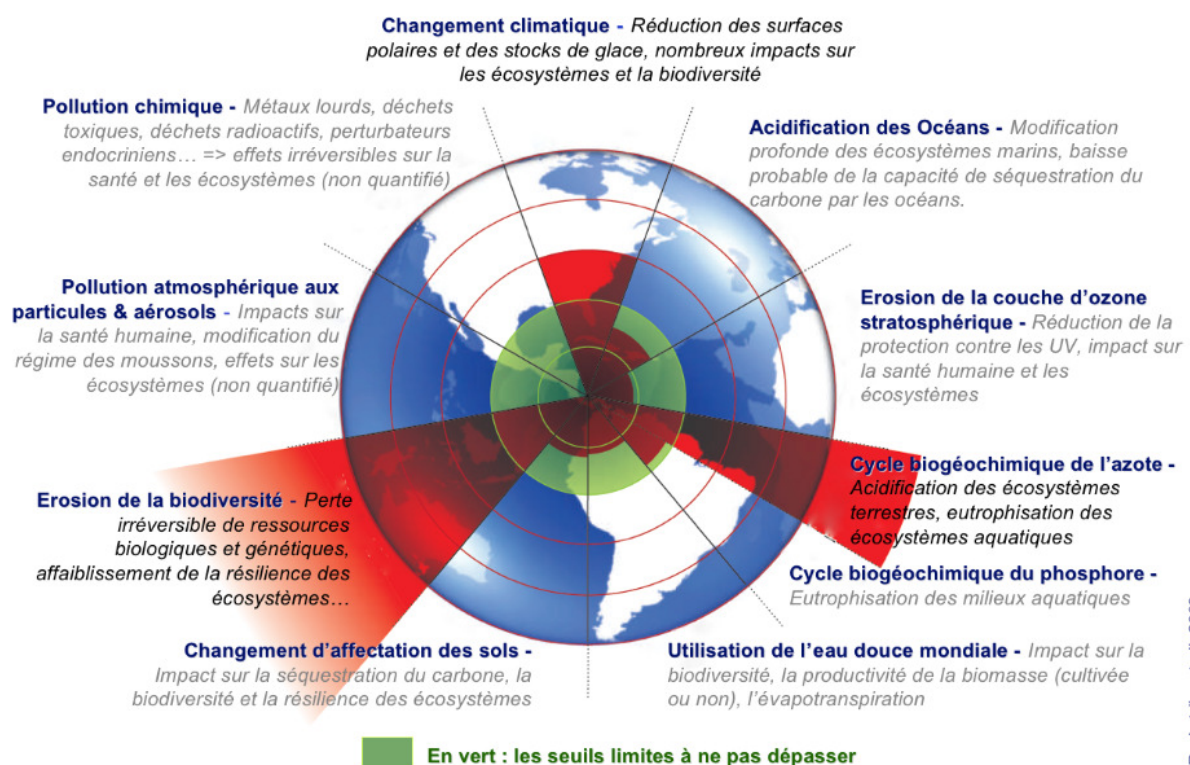 Changement climatique - Réduction des surfaces
polaires et des stocks de glace, nombreux impacts sur
les écosystèmes et la biodiversité
Pollution chimique - Métaux lourds, déchets
toxiques, déchets radioactifs, perturbateurs
endocriniens… => effets irréversibles sur la
santé et les écosystèmes (non quantifié)
Acidification des Océans - Modification
profonde des écosystèmes marins, baisse
probable de la capacité de séquestration du
carbone par les océans.
Pollution atmosphérique aux
particules & aérosols - Impacts sur
la santé humaine, modification du
régime des moussons, effets sur les
écosystèmes (non quantifié)
Erosion de la couche d'ozone
stratosphérique - Réduction de la
protection contre les UV, impact sur
la santé humaine et les
écosystèmes
Cycle biogéochimique de l'azote -
Acidification des écosystèmes
terrestres, eutrophisation des
écosystèmes aquatiques
Erosion de la biodiversité - Perte
irréversible de ressources
biologiques et génétiques,
affaiblissement de la résilience des
écosystèmes…
Cycle biogéochimique du phosphore -
Eutrophisation des milieux aquatiques
Changement d'affectation des sols -
Impact sur la séquestration du carbone, la
biodiversité et la résilience des écosystèmes
Utilisation de l'eau douce mondiale - Impact sur la
biodiversité, la productivité de la biomasse (cultivée
ou non), l'évapotranspiration
En vert : les seuils limites à ne pas dépasser